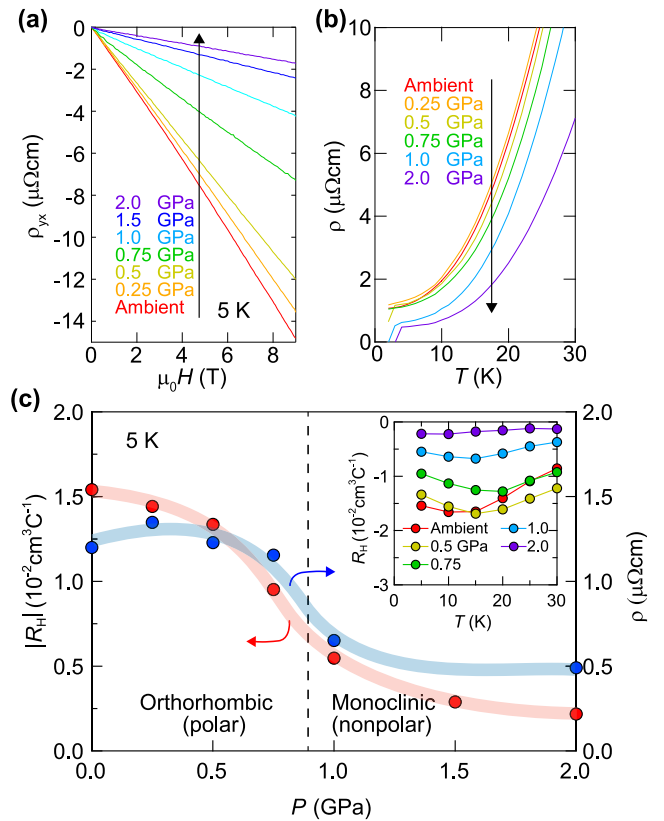 (a)
0
-2
-4
-6
-8
-10
-12
-14
ρyx (μΩcm)
2.0 GPa
1.5 GPa
1.0 GPa
0.75 GPa
0.5 GPa
0.25 GPa
Ambient
5 K
0 2 4 6 8
μ0H (T)
(b)
10
8
6
4
2
0
ρ (μΩcm)
Ambient
0.25 GPa
0.5 GPa
0.75 GPa
1.0 GPa
2.0 GPa
0 10 20 30
T (K)
(c)
5 K
2.0
1.5
1.0
0.5
0.0
|RH| (10-2cm3C-1)
Orthorhombic
(polar)
Monoclinic
(nonpolar)
0
-1
-2
-3
RH (10-2cm3C-1)
Ambient
0.5 GPa
0.75
1.0
2.0
0 10 20 30
T (K)
2.0
1.5
1.0
0.5
0.0
ρ (μΩcm)
0.0 0.5 1.0 1.5 2.0
P (GPa)